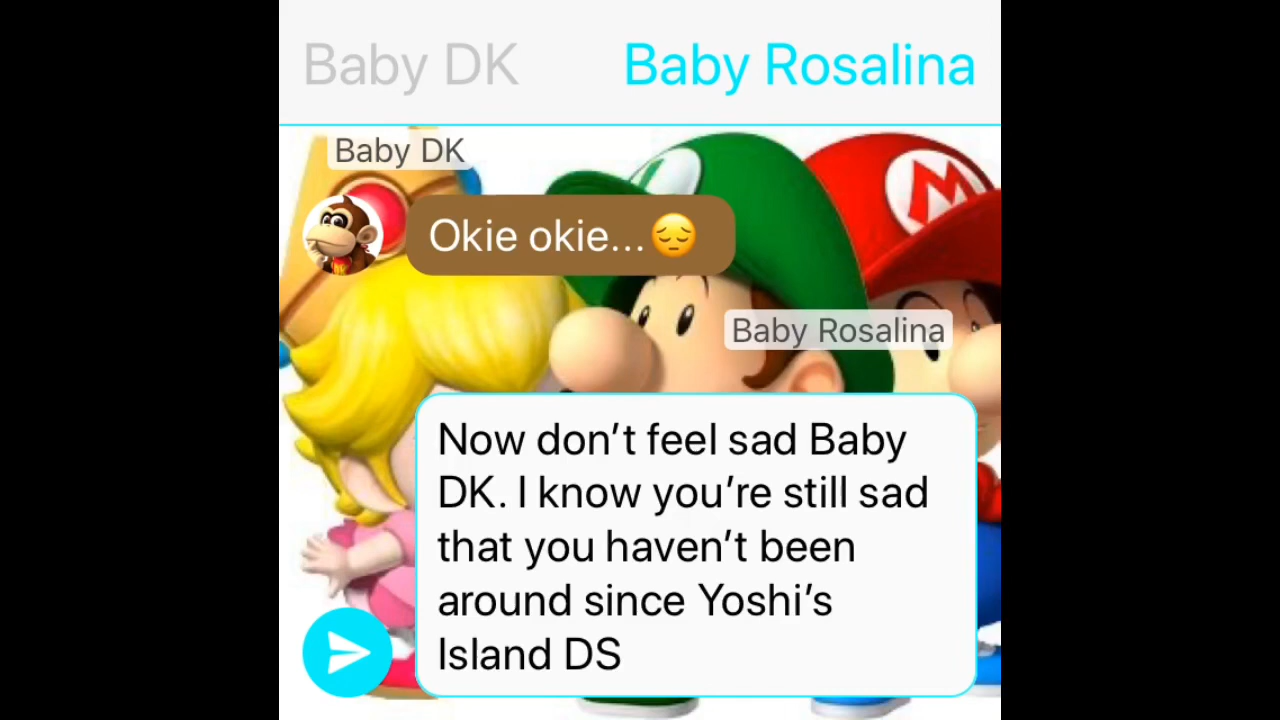 Baby DK Baby Rosalina
Baby DK
Okie okie...😔
Baby Rosalina
Now don’t feel sad Baby
DK. I know you’re still sad
that you haven’t been
around since Yoshi’s
Island DS
L
M